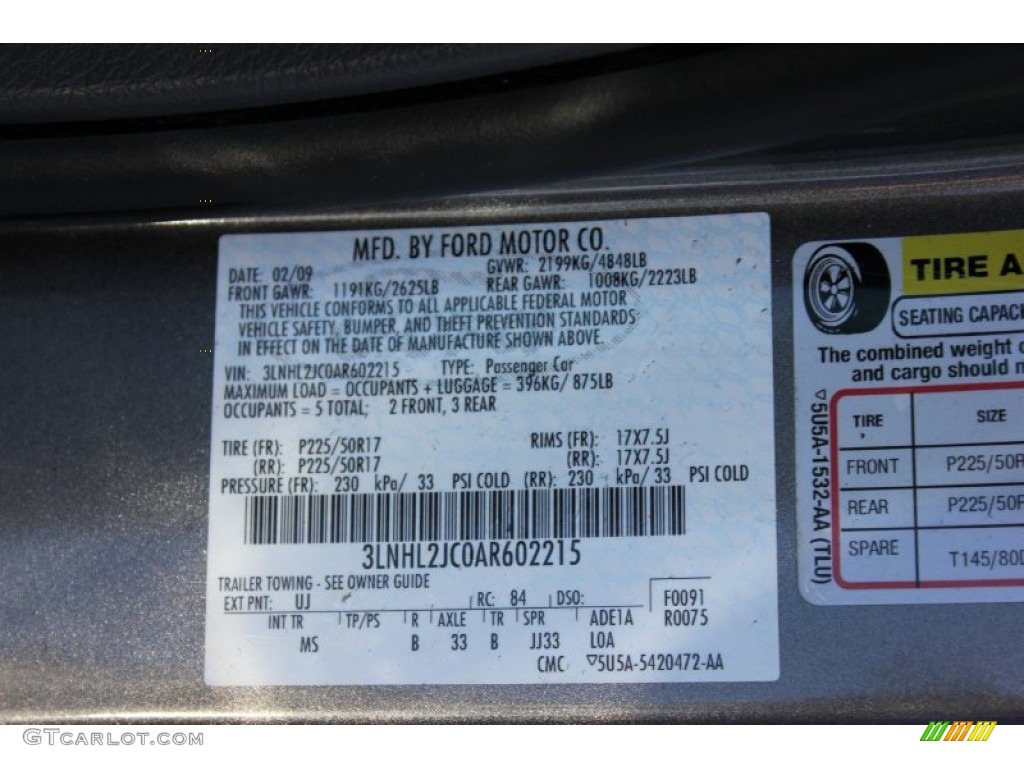 MFD. BY FORD MOTOR CO.
DATE: 02/09 GVWR: 2199KG/4848LB
FRONT GAWR: 1191KG/2625LB REAR GAWR: 1008KG/2223LB
THIS VEHICLE CONFORMS TO ALL APPLICABLE FEDERAL MOTOR
VEHICLE SAFETY, BUMPER, AND THEFT PREVENTION STANDARDS
IN EFFECT ON THE DATE OF MANUFACTURE SHOWN ABOVE.
VIN: 3LNHL2JC0AR602215 TYPE: Passenger Car
MAXIMUM LOAD = OCCUPANTS + LUGGAGE = 396KG/ 875LB
OCCUPANTS = 5 TOTAL; 2 FRONT, 3 REAR
TIRE (FR): P225/50R17 RIMS (FR): 17X7.5J
(RR): P225/50R17 (RR): 17X7.5J
PRESSURE (FR): 230 kPa/ 33 PSI COLD (RR): 230 kPa/ 33 PSI COLD
3LNHL2JC0AR602215
TRAILER TOWING - SEE OWNER GUIDE
EXT PNT: UJ RC: 84 DSO: F0091
INT TR TP/PS R AXLE TR SPR ADE1A R0075
MS B 33 B JJ33 LOA
CMC ▽5U5A-5420472-AA
TIRE A
SEATING CAPACI
The combined weight o
and cargo should n
▽5U5A-1532-AA (TLU)
TIRE SIZE
FRONT P225/50R
REAR P225/50R
SPARE T145/80D
GTCARLOT.COM